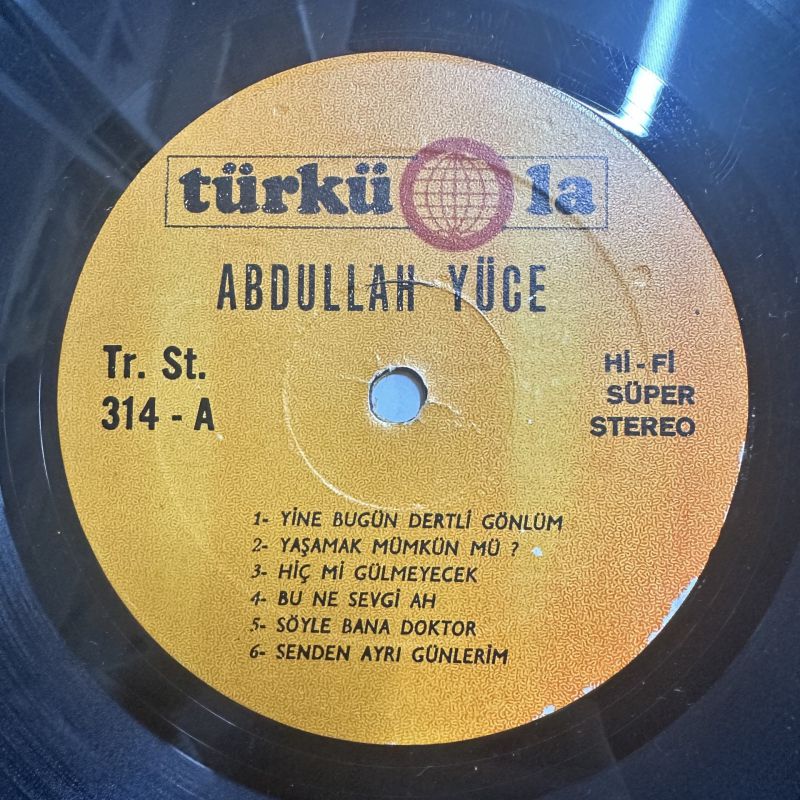 türkü la
ABDULLAH YÜCE
Tr. St.
314 - A
Hİ - Fİ
SÜPER
STEREO
1- YİNE BUGÜN DERTLİ GÖNLÜM
2- YAŞAMAK MÜMKÜN MÜ ?
3- HİÇ Mİ GÜLMEYECEK
4- BU NE SEVGİ AH
5- SÖYLE BANA DOKTOR
6- SENDEN AYRI GÜNLERİM